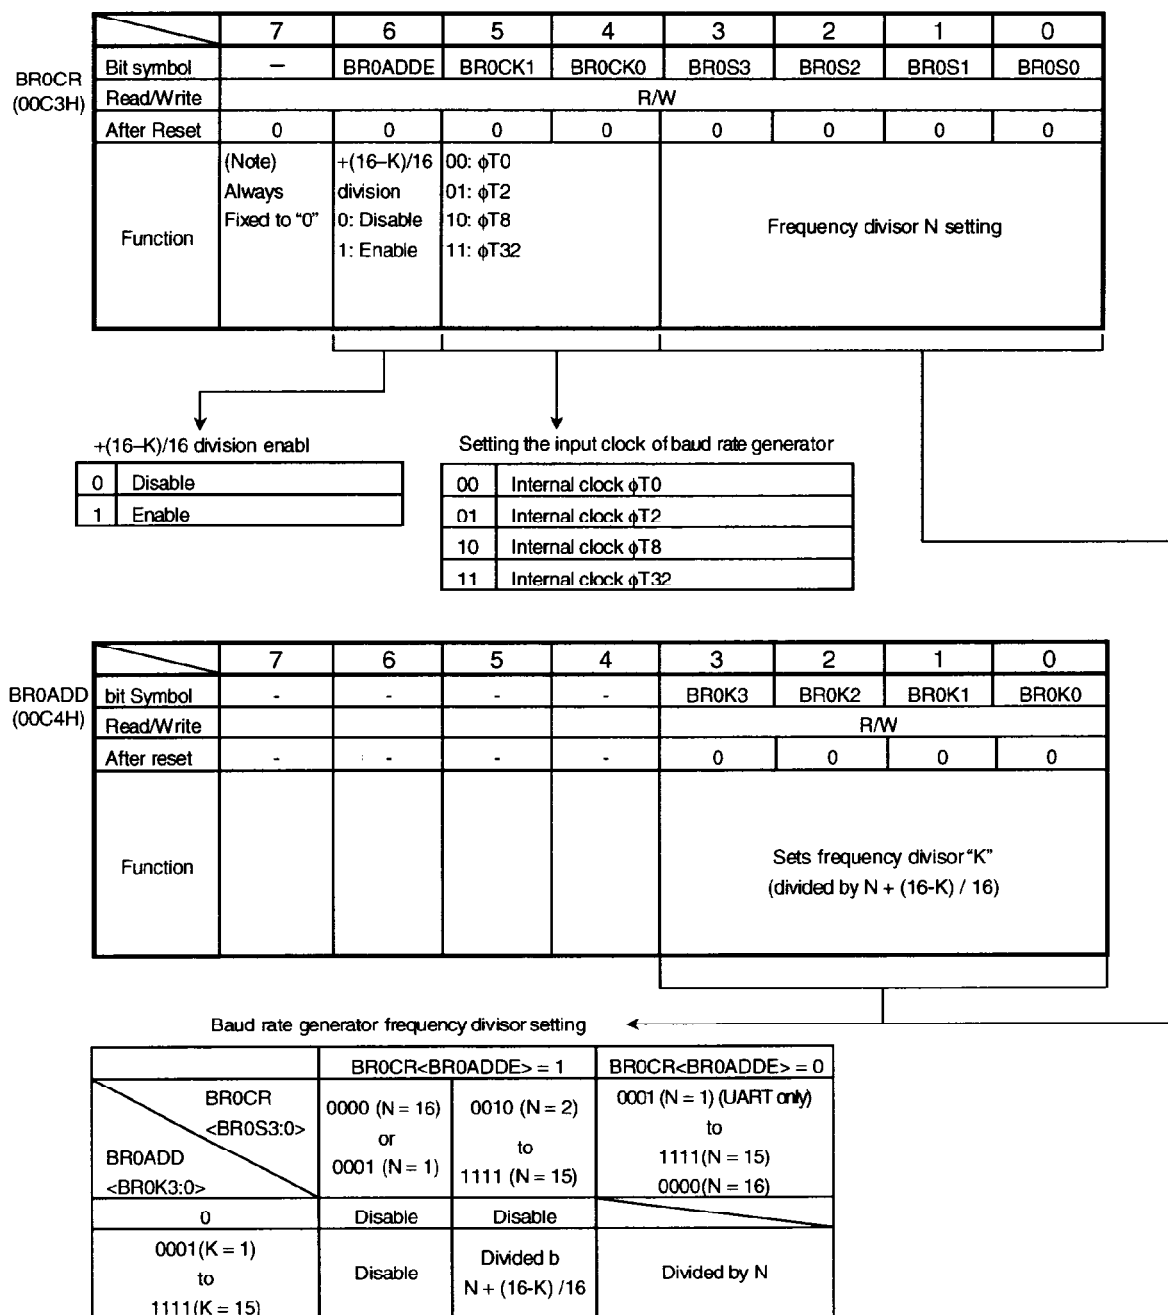 7 6 5 4 3 2 1 0
BR0CR
(00C3H)
Bit symbol – BR0ADDE BR0CK1 BR0CK0 BR0S3 BR0S2 BR0S1 BR0S0
Read/Write R/W
After Reset 0 0 0 0 0 0 0 0
Function
(Note)
Always
Fixed to "0"
+(16–K)/16
division
0: Disable
1: Enable
00: ϕT0
01: ϕT2
10: ϕT8
11: ϕT32
Frequency divisor N setting
+(16–K)/16 division enabl
0 Disable
1 Enable
Setting the input clock of baud rate generator
00 Internal clock ϕT0
01 Internal clock ϕT2
10 Internal clock ϕT8
11 Internal clock ϕT32
7 6 5 4 3 2 1 0
BR0ADD
(00C4H)
bit Symbol - - - - BR0K3 BR0K2 BR0K1 BR0K0
Read/Write R/W
After reset - - - - 0 0 0 0
Function
Sets frequency divisor "K"
(divided by N + (16-K) / 16)
Baud rate generator frequency divisor setting
BR0CR<BR0ADDE> = 1 BR0CR<BR0ADDE> = 0
BR0CR
<BR0S3:0>
BR0ADD
<BR0K3:0>
0000 (N = 16)
or
0001 (N = 1)
0010 (N = 2)
to
1111 (N = 15)
0001 (N = 1) (UART only)
to
1111(N = 15)
0000(N = 16)
0 Disable Disable
0001(K = 1)
to
1111(K = 15)
Disable
Divided b
N + (16-K) /16
Divided by N